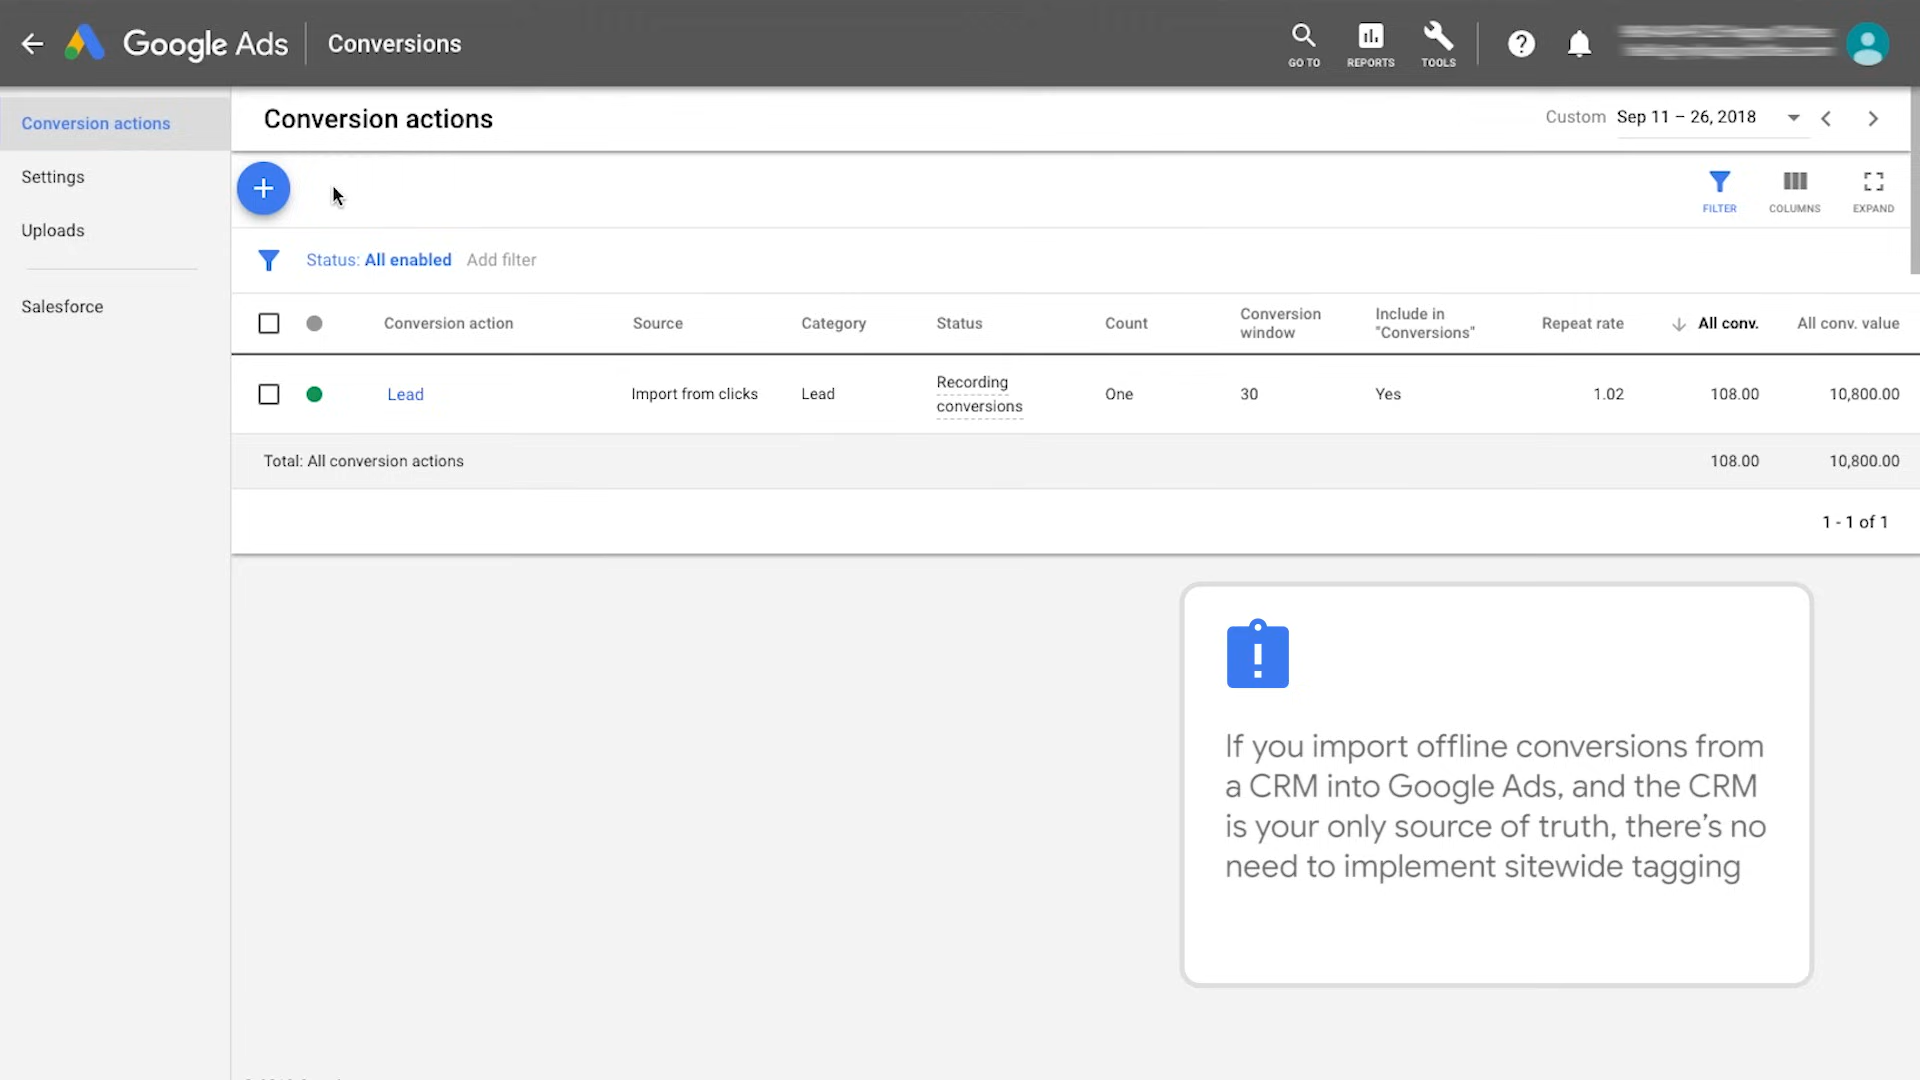 Google Ads
Conversions
GO TO
REPORTS
TOOLS
Conversion actions
Settings
Uploads
Salesforce
Conversion actions
Custom Sep 11 – 26, 2018
FILTER
COLUMNS
EXPAND
Status: All enabled Add filter
Conversion action
Source
Category
Status
Count
Conversion
window
Include in
"Conversions"
Repeat rate
All conv.
All conv. value
Lead
Import from clicks
Lead
Recording
conversions
One
30
Yes
1.02
108.00
10,800.00
Total: All conversion actions
108.00
10,800.00
1 - 1 of 1
If you import offline conversions from
a CRM into Google Ads, and the CRM
is your only source of truth, there’s no
need to implement sitewide tagging